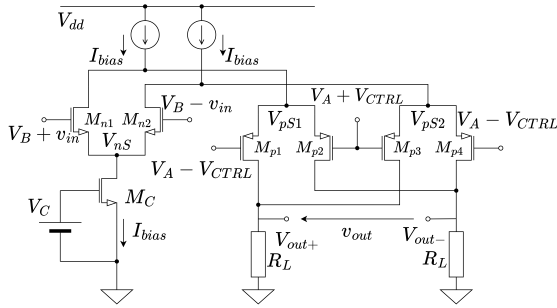 V_dd
I_bias
I_bias
V_B − v_in
V_A + V_CTRL
M_n1
M_n2
V_pS1
V_pS2
V_A − V_CTRL
V_B + v_in
V_nS
M_p1
M_p2
M_p3
M_p4
V_A − V_CTRL
V_C
M_C
I_bias
V_out+
v_out
V_out−
R_L
R_L